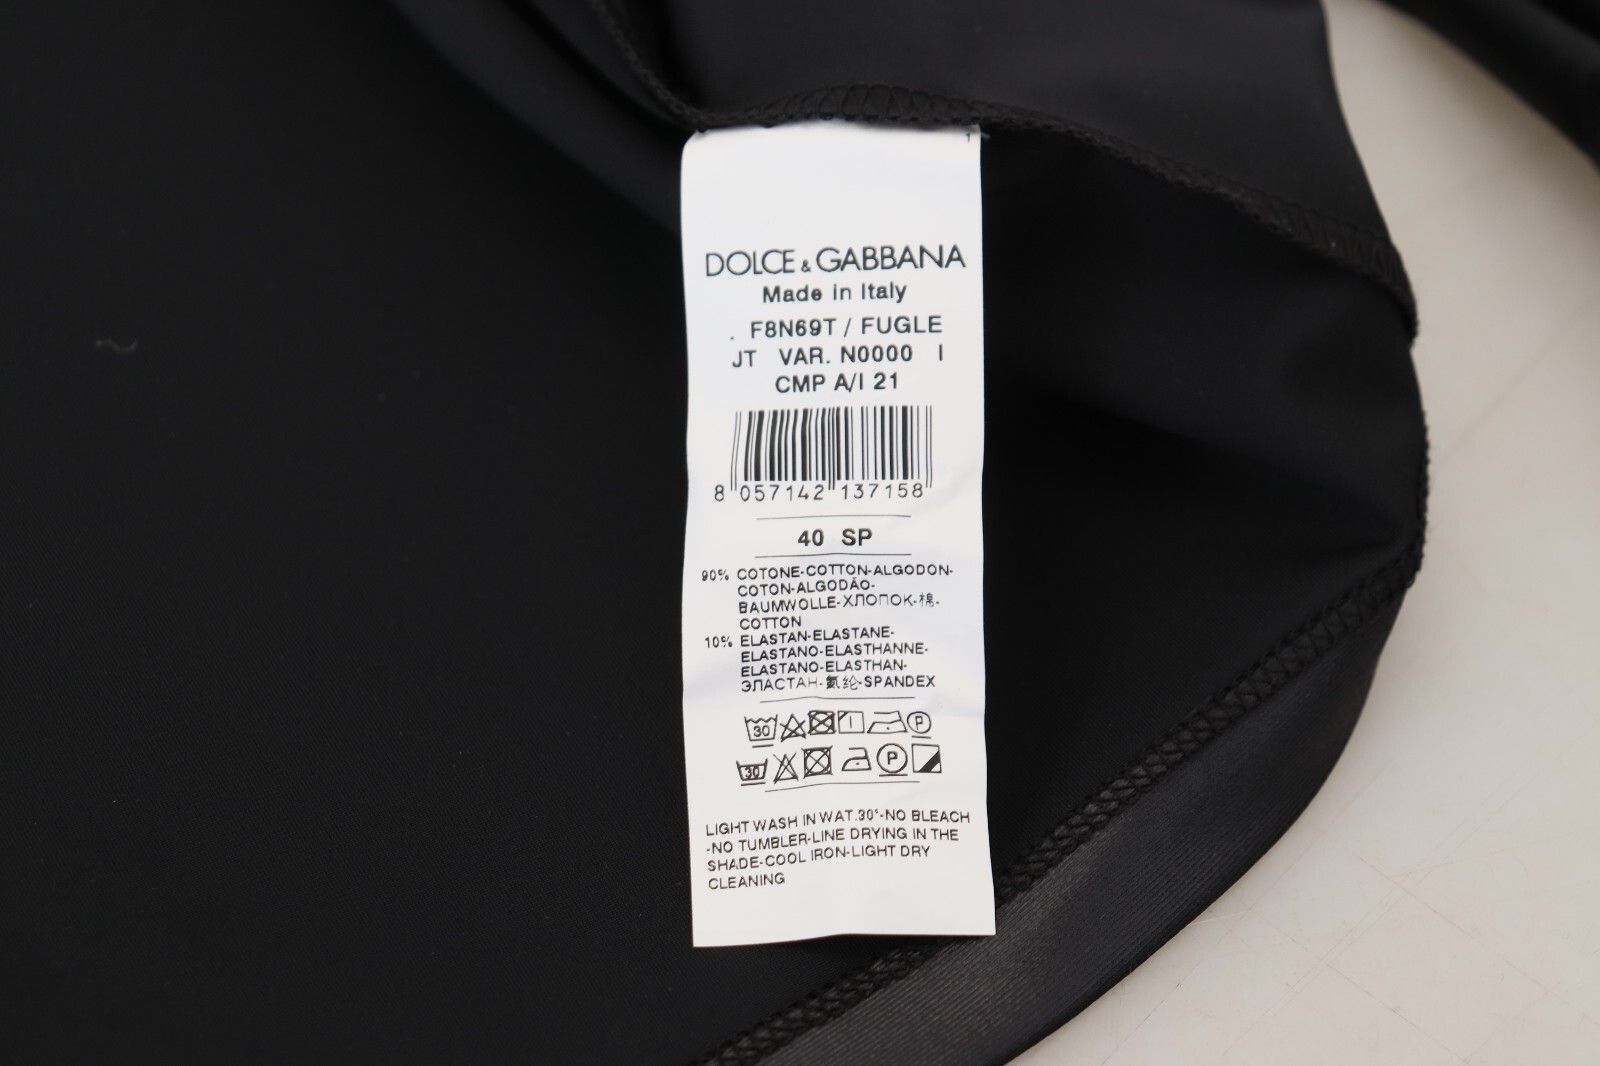 1
DOLCE & GABBANA
Made in Italy
. F8N69T / FUGLE
JT VAR. N0000 I
CMP A/I 21
8 057142 137158
40 SP
90% COTONE-COTTON-ALGODON-
COTON-ALGODÃO-
BAUMWOLLE-ХЛОПОК-棉-
COTTON
10% ELASTAN-ELASTANE-
ELASTANO-ELASTHANNE-
ELASTANO-ELASTHAN-
ЭЛАСТАН-氨纶-SPANDEX
30 P
30 P
LIGHT WASH IN WAT.30°-NO BLEACH
-NO TUMBLER-LINE DRYING IN THE
SHADE-COOL IRON-LIGHT DRY
CLEANING